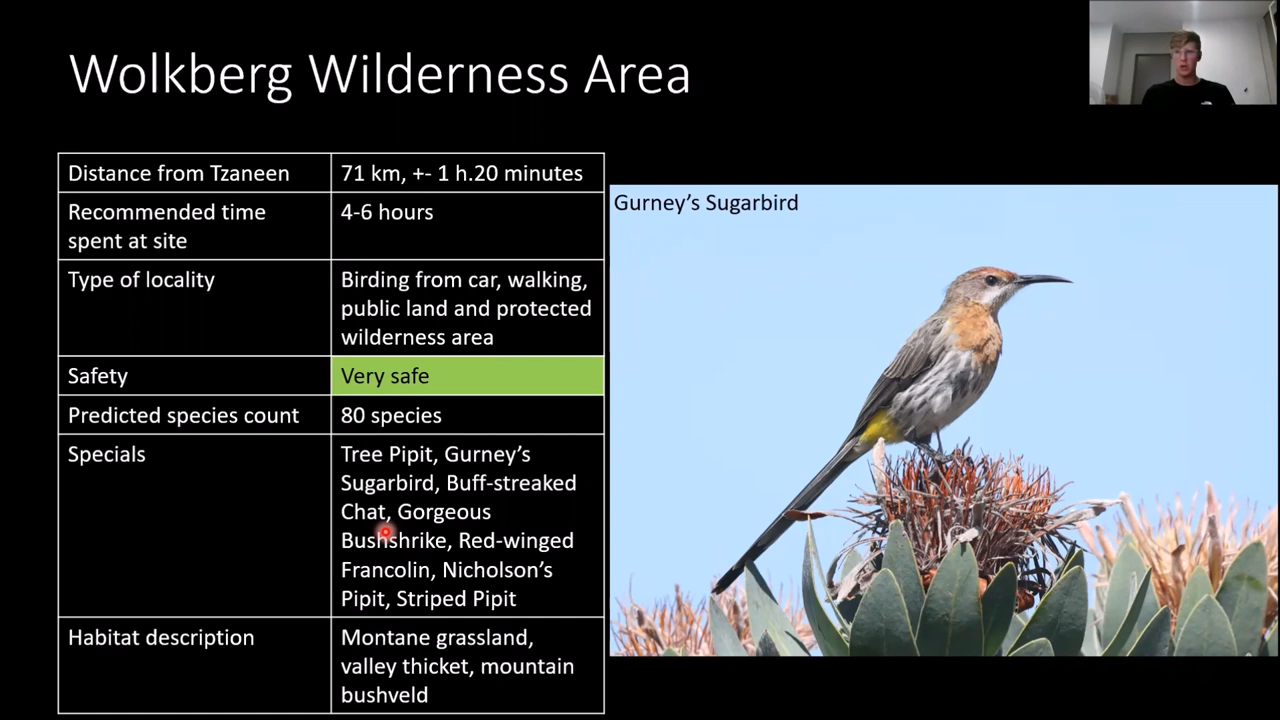 Wolkberg Wilderness Area
Distance from Tzaneen
71 km, +- 1 h.20 minutes
Recommended time
spent at site
4-6 hours
Type of locality
Birding from car, walking,
public land and protected
wilderness area
Safety
Very safe
Predicted species count
80 species
Specials
Tree Pipit, Gurney's
Sugarbird, Buff-streaked
Chat, Gorgeous
Bushshrike, Red-winged
Francolin, Nicholson's
Pipit, Striped Pipit
Habitat description
Montane grassland,
valley thicket, mountain
bushveld
Gurney's Sugarbird